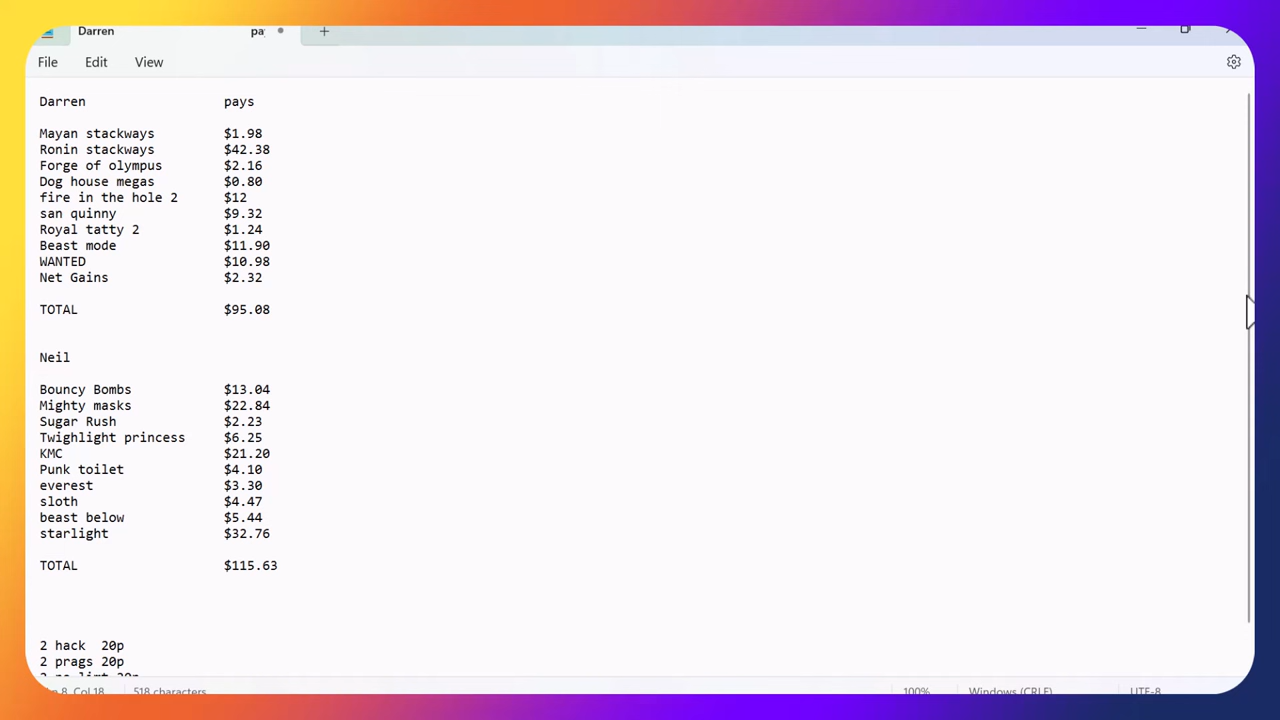 Darren pa
File Edit View
Darren pays
Mayan stackways $1.98
Ronin stackways $42.38
Forge of olympus $2.16
Dog house megas $0.80
fire in the hole 2 $12
san quinny $9.32
Royal tatty 2 $1.24
Beast mode $11.90
WANTED $10.98
Net Gains $2.32
TOTAL $95.08
Neil
Bouncy Bombs $13.04
Mighty masks $22.84
Sugar Rush $2.23
Twighlight princess $6.25
KMC $21.20
Punk toilet $4.10
everest $3.30
sloth $4.47
beast below $5.44
starlight $32.76
TOTAL $115.63
2 hack 20p
2 prags 20p
8, Col 18 518 characters 100% Windows (CRLF) UTF-8